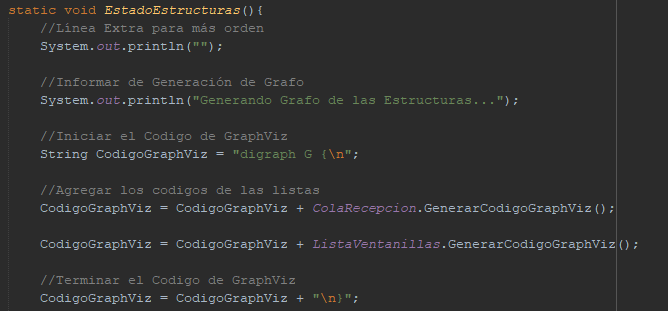 static void EstadoEstructuras(){
//Línea Extra para más orden
System.out.println("");
//Informar de Generación de Grafo
System.out.println("Generando Grafo de las Estructuras...");
//Iniciar el Codigo de GraphViz
String CodigoGraphViz = "digraph G {\n";
//Agregar los codigos de las listas
CodigoGraphViz = CodigoGraphViz + ColaRecepcion.GenerarCodigoGraphViz();
CodigoGraphViz = CodigoGraphViz + ListaVentanillas.GenerarCodigoGraphViz();
//Terminar el Codigo de GraphViz
CodigoGraphViz = CodigoGraphViz + "\n}";